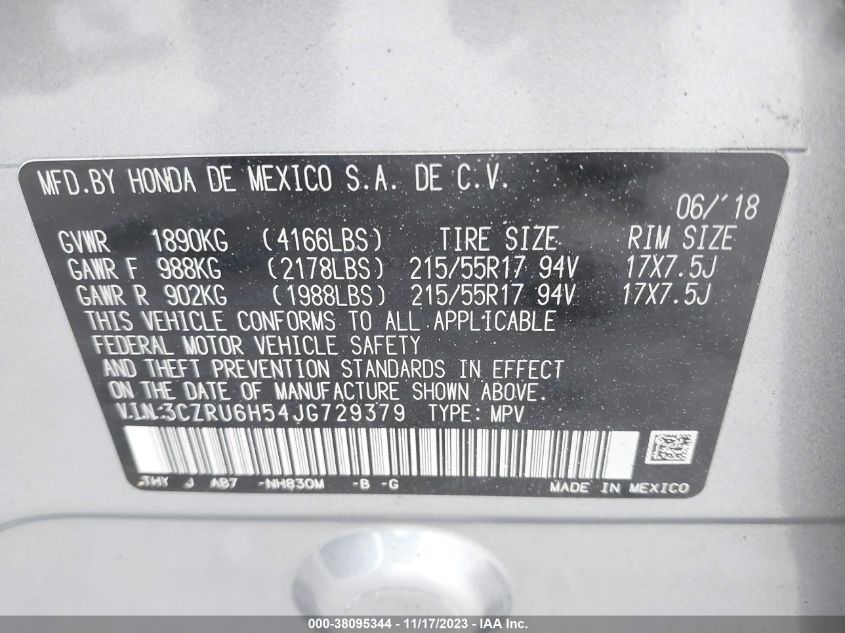 MFD.BY HONDA DE MEXICO S.A. DE C.V.
06/'18
GVWR 1890KG (4166LBS) TIRE SIZE RIM SIZE
GAWR F 988KG (2178LBS) 215/55R17 94V 17X7.5J
GAWR R 902KG (1988LBS) 215/55R17 94V 17X7.5J
THIS VEHICLE CONFORMS TO ALL APPLICABLE
FEDERAL MOTOR VEHICLE SAFETY
AND THEFT PREVENTION STANDARDS IN EFFECT
ON THE DATE OF MANUFACTURE SHOWN ABOVE.
V.I.N:3CZRU6H54JG729379 TYPE: MPV
THY J AB7 -NH830M -B -G
MADE IN MEXICO
000-38095344 - 11/17/2023 - IAA Inc.